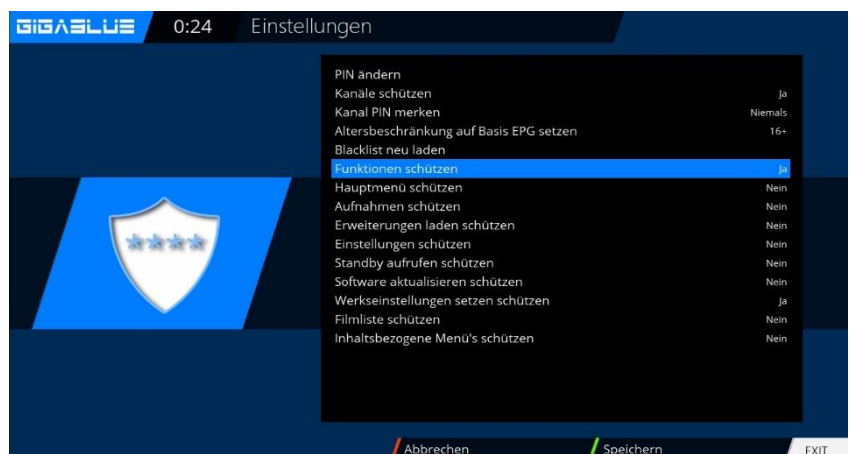 GIGABLUE 0:24 Einstellungen
PIN ändern
Kanäle schützen Ja
Kanal PIN merken Niemals
Altersbeschränkung auf Basis EPG setzen 16+
Blacklist neu laden
Funktionen schützen Ja
Hauptmenü schützen Nein
Aufnahmen schützen Nein
Erweiterungen laden schützen Nein
Einstellungen schützen Nein
Standby aufrufen schützen Nein
Software aktualisieren schützen Nein
Werkseinstellungen setzen schützen Ja
Filmliste schützen Nein
Inhaltsbezogene Menü's schützen Nein
****
Abbrechen Speichern EXIT